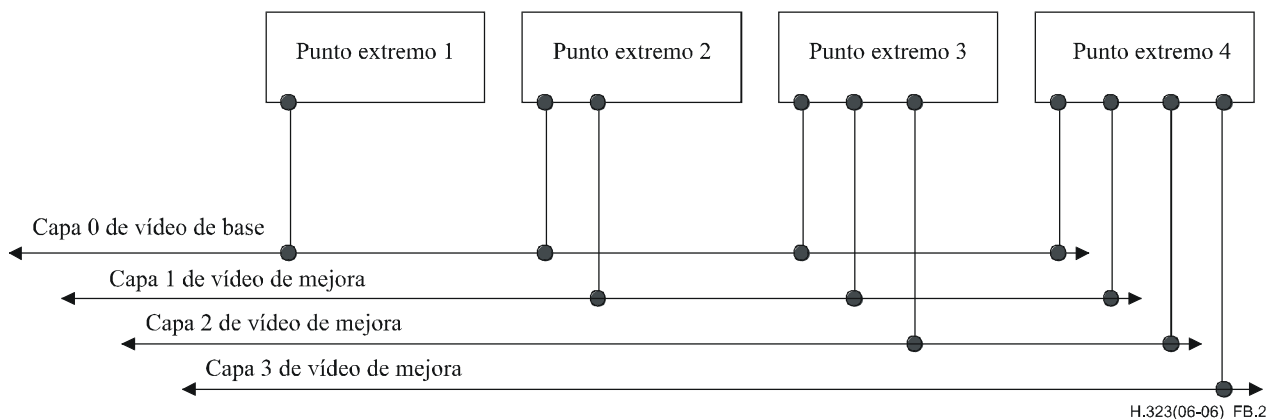 Punto extremo 1
Punto extremo 2
Punto extremo 3
Punto extremo 4
Capa 0 de vídeo de base
Capa 1 de vídeo de mejora
Capa 2 de vídeo de mejora
Capa 3 de vídeo de mejora
H.323(06-06)_FB.2